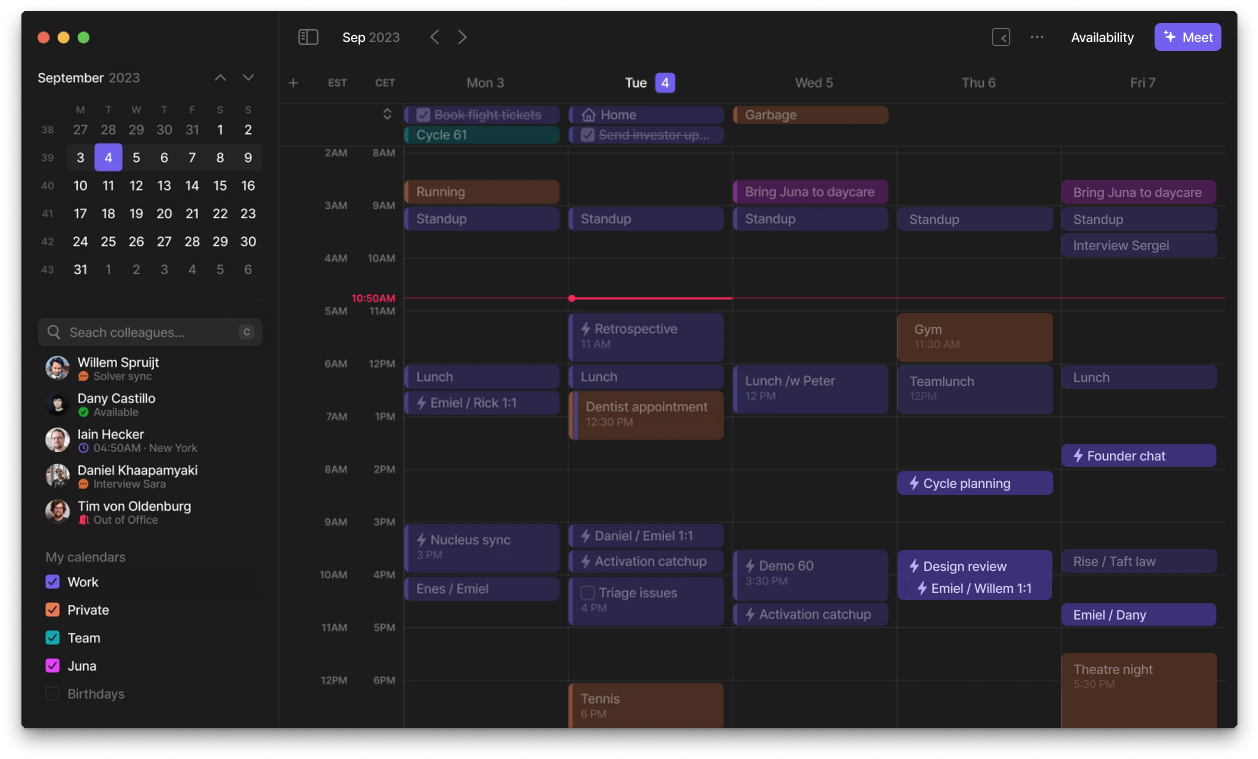 September 2023
M T W T F S S
38 27 28 29 30 31 1 2
39 3 4 5 6 7 8 9
40 10 11 12 13 14 15 16
41 17 18 19 20 21 22 23
42 24 25 26 27 28 29 30
43 31 1 2 3 4 5 6
Seach colleagues... C
Willem Spruijt
Solver sync
Dany Castillo
Available
Iain Hecker
04:50AM · New York
Daniel Khaapamyaki
Interview Sara
Tim von Oldenburg
Out of Office
My calendars
Work
Private
Team
Juna
Birthdays
Sep 2023
Availability
Meet
+ EST CET Mon 3 Tue 4 Wed 5 Thu 6 Fri 7
Book flight tickets Home Garbage
Cycle 61 Send investor up...
2AM 8AM
Running Bring Juna to daycare Bring Juna to daycare
3AM 9AM
Standup Standup Standup Standup Standup
Interview Sergei
4AM 10AM
10:50AM
5AM 11AM
Retrospective Gym
11 AM 11:30 AM
6AM 12PM
Lunch Lunch Lunch /w Peter Teamlunch Lunch
12 PM 12PM
Emiel / Rick 1:1 Dentist appointment
12:30 PM
7AM 1PM
Founder chat
8AM 2PM
Cycle planning
9AM 3PM
Nucleus sync Daniel / Emiel 1:1
3 PM
Activation catchup Demo 60 Design review Rise / Taft law
3:30 PM
10AM 4PM
Enes / Emiel Triage issues Emiel / Willem 1:1
4 PM
Activation catchup Emiel / Dany
11AM 5PM
Theatre night
5:30 PM
12PM 6PM
Tennis
6 PM